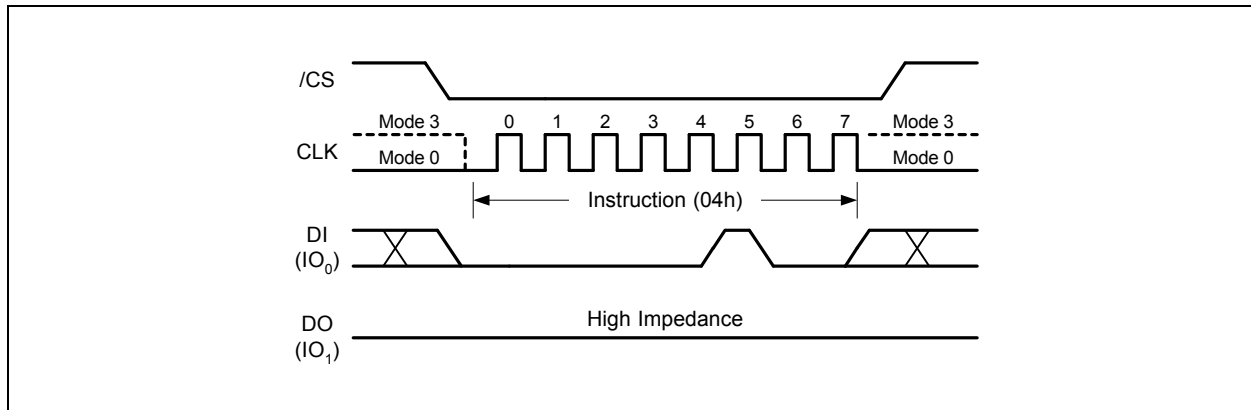 /CS
Mode 3 0 1 2 3 4 5 6 7 Mode 3
CLK
Mode 0 Mode 0
Instruction (04h)
DI
(IO₀)
High Impedance
DO
(IO₁)